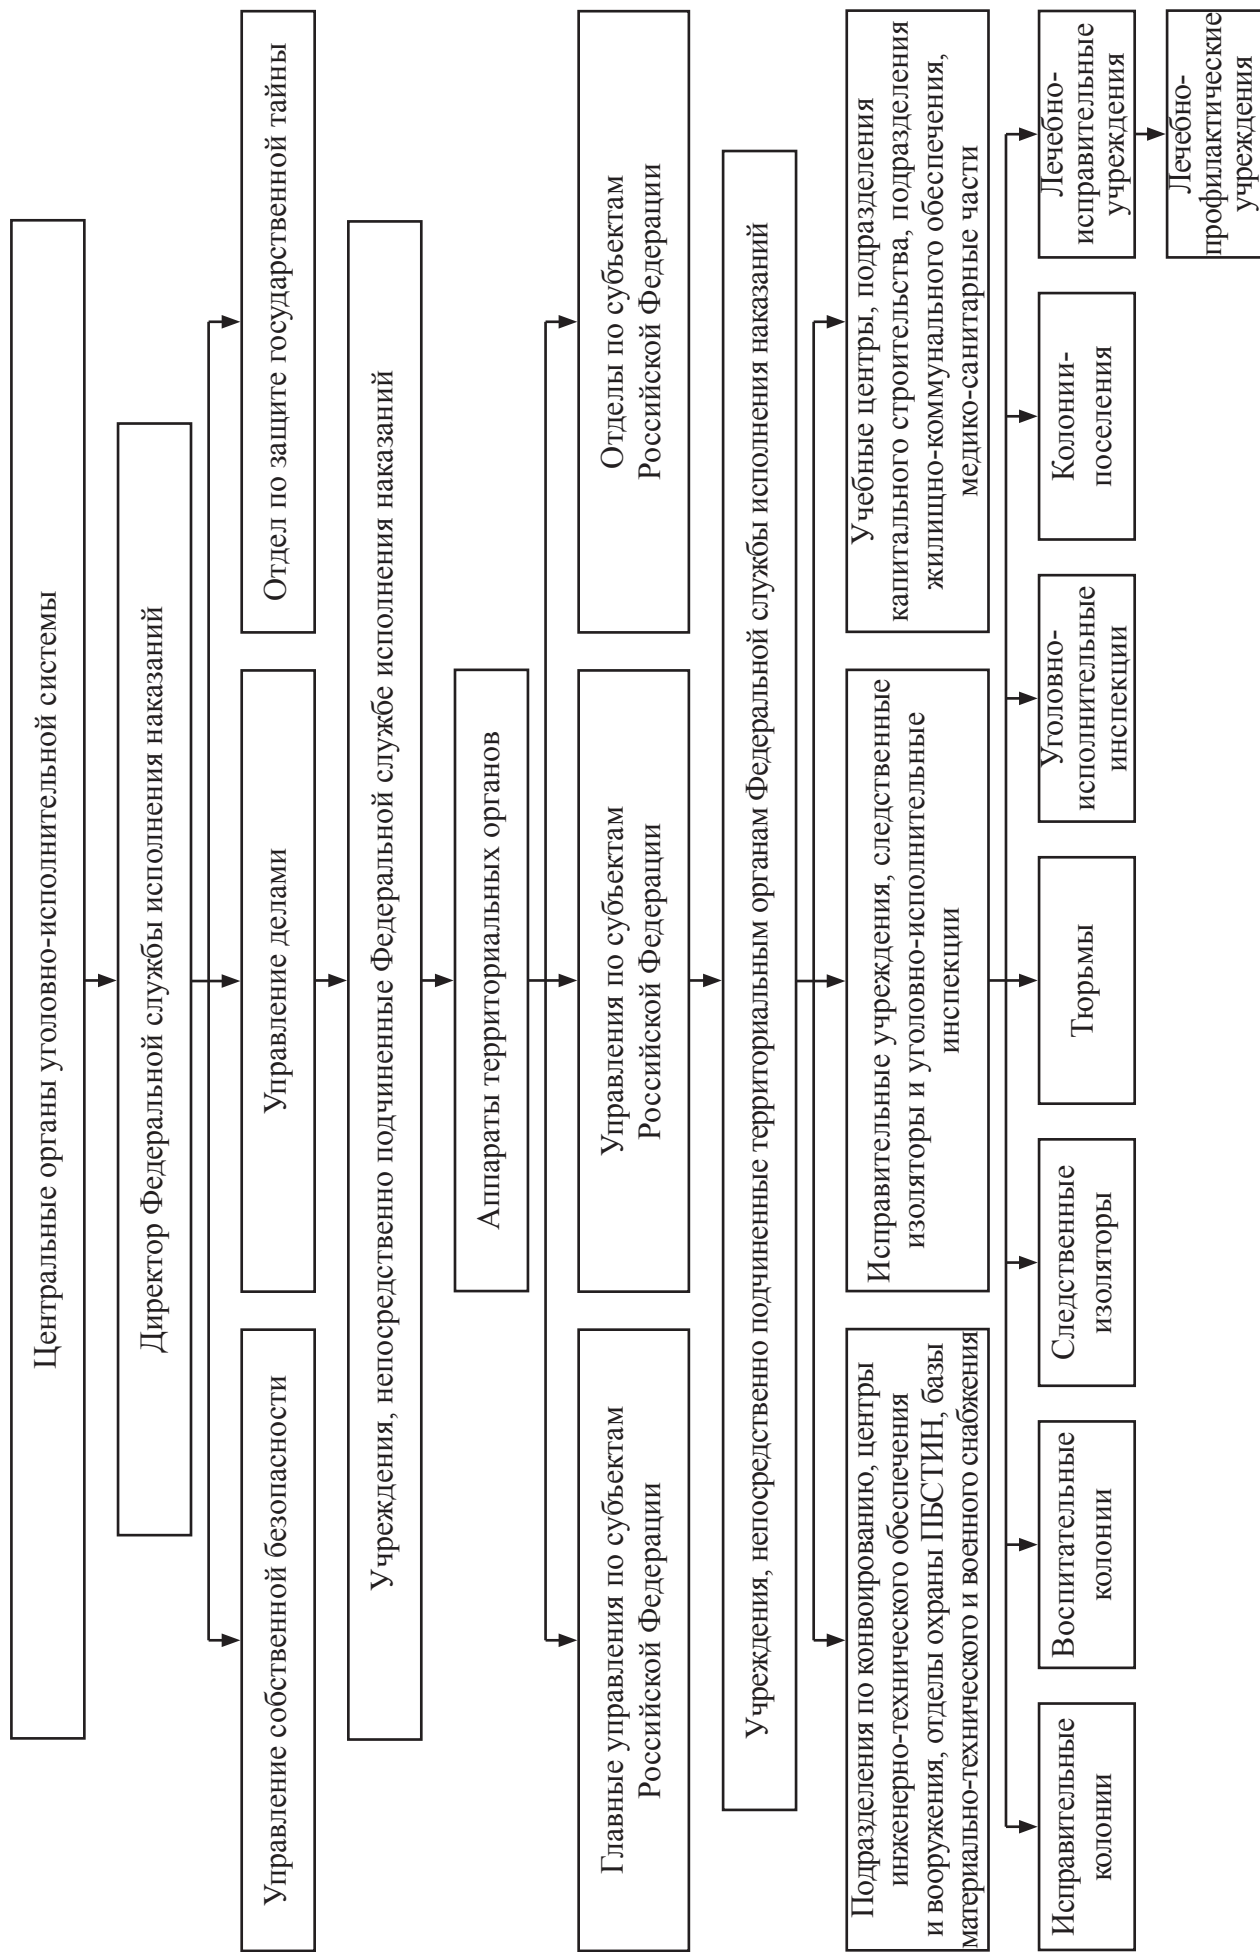 Центральные органы уголовно-исполнительной системы
Директор Федеральной службы исполнения наказаний
Управление собственной безопасности
Управление делами
Отдел по защите государственной тайны
Учреждения, непосредственно подчиненные Федеральной службе исполнения наказаний
Аппараты территориальных органов
Главные управления по субъектам
Российской Федерации
Управления по субъектам
Российской Федерации
Отделы по субъектам
Российской Федерации
Учреждения, непосредственно подчиненные территориальным органам Федеральной службы исполнения наказаний
Подразделения по конвоированию, центры
инженерно-технического обеспечения
и вооружения, отделы охраны ПБСТИН, базы
материально-технического и военного снабжения
Исправительные учреждения, следственные
изоляторы и уголовно-исполнительные
инспекции
Учебные центры, подразделения
капитального строительства, подразделения
жилищно-коммунального обеспечения,
медико-санитарные части
Исправительные
колонии
Воспитательные
колонии
Следственные
изоляторы
Тюрьмы
Уголовно-
исполнительные
инспекции
Колонии-
поселения
Лечебно-
исправительные
учреждения
Лечебно-
профилактические
учреждения